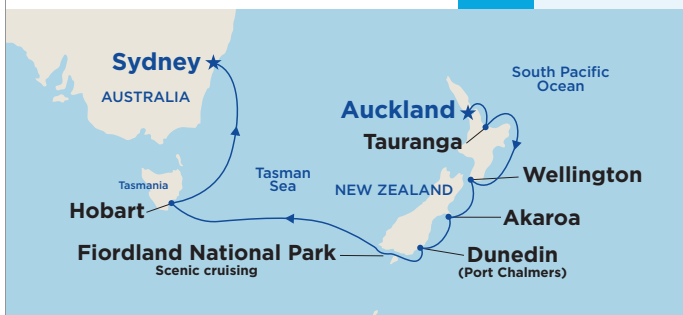 Sydney
AUSTRALIA
South Pacific
Ocean
Auckland
Tauranga
Tasmania
Tasman
Sea
NEW ZEALAND
Wellington
Hobart
Akaroa
Fiordland National Park
Scenic cruising
Dunedin
(Port Chalmers)